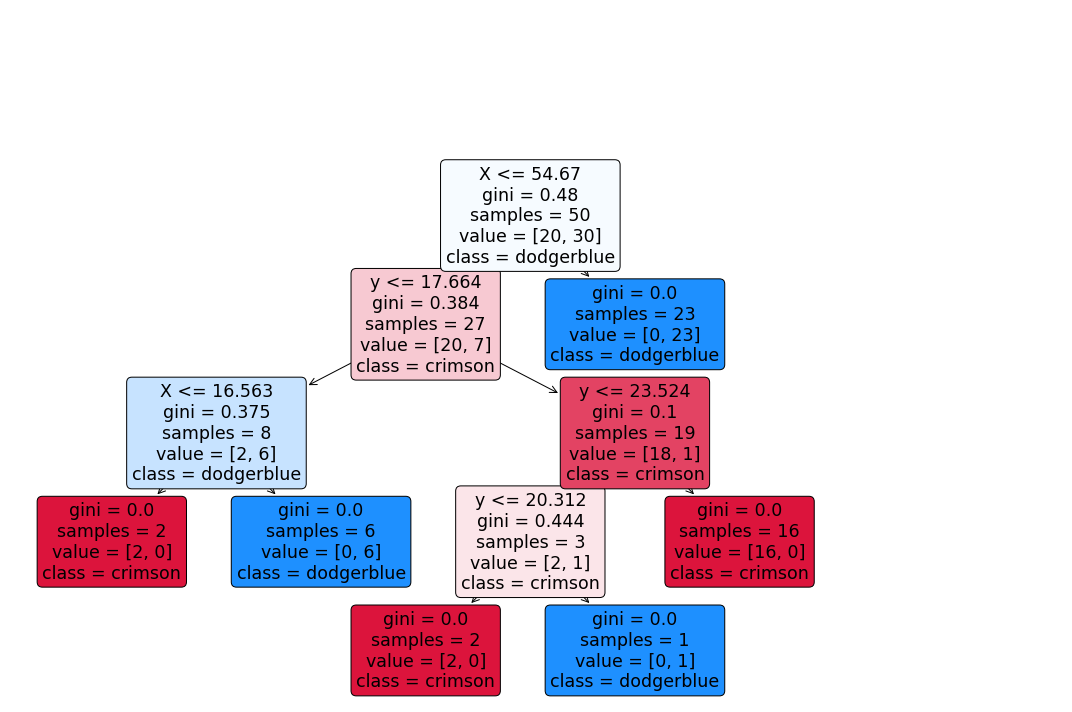 X <= 54.67
gini = 0.48
samples = 50
value = [20, 30]
class = dodgerblue
y <= 17.664
gini = 0.384
samples = 27
value = [20, 7]
class = crimson
gini = 0.0
samples = 23
value = [0, 23]
class = dodgerblue
X <= 16.563
gini = 0.375
samples = 8
value = [2, 6]
class = dodgerblue
y <= 23.524
gini = 0.1
samples = 19
value = [18, 1]
class = crimson
gini = 0.0
samples = 2
value = [2, 0]
class = crimson
gini = 0.0
samples = 6
value = [0, 6]
class = dodgerblue
y <= 20.312
gini = 0.444
samples = 3
value = [2, 1]
class = crimson
gini = 0.0
samples = 16
value = [16, 0]
class = crimson
gini = 0.0
samples = 2
value = [2, 0]
class = crimson
gini = 0.0
samples = 1
value = [0, 1]
class = dodgerblue